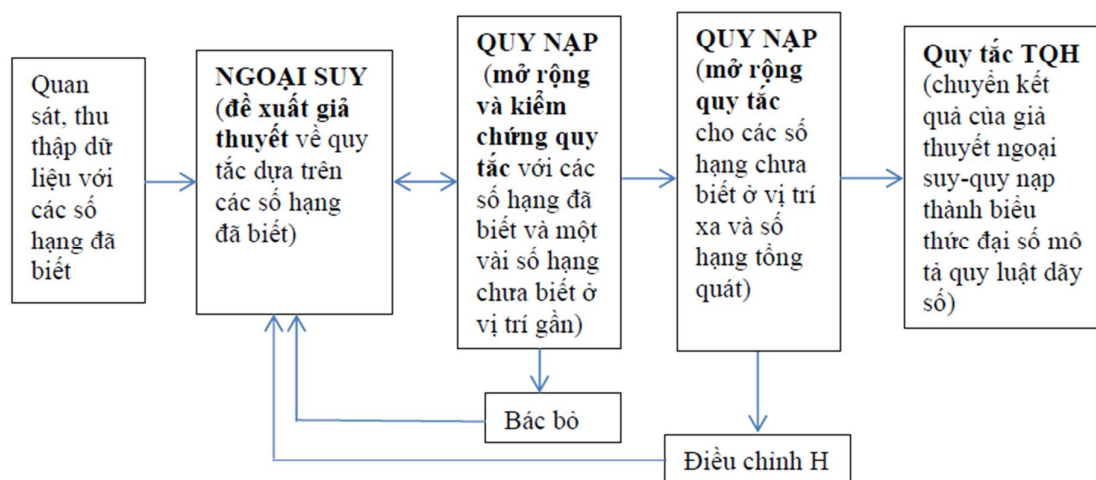 Quan
sát, thu
thập dữ
liệu với
các số
hạng đã
biết
NGOẠI SUY
(đề xuất giả
thuyết về quy
tắc dựa trên
các số hạng
đã biết)
QUY NẠP
(mở rộng
và kiểm
chứng quy
tắc với các
số hạng đã
biết và một
vài số hạng
chưa biết ở
vị trí gần)
QUY NẠP
(mở rộng
quy tắc
cho các số
hạng chưa
biết ở vị trí
xa và số
hạng tổng
quát)
Quy tắc TQH
(chuyển kết
quả của giả
thuyết ngoại
suy-quy nạp
thành biểu
thức đại số mô
tả quy luật dãy
số)
Bác bỏ
Điều chỉnh H